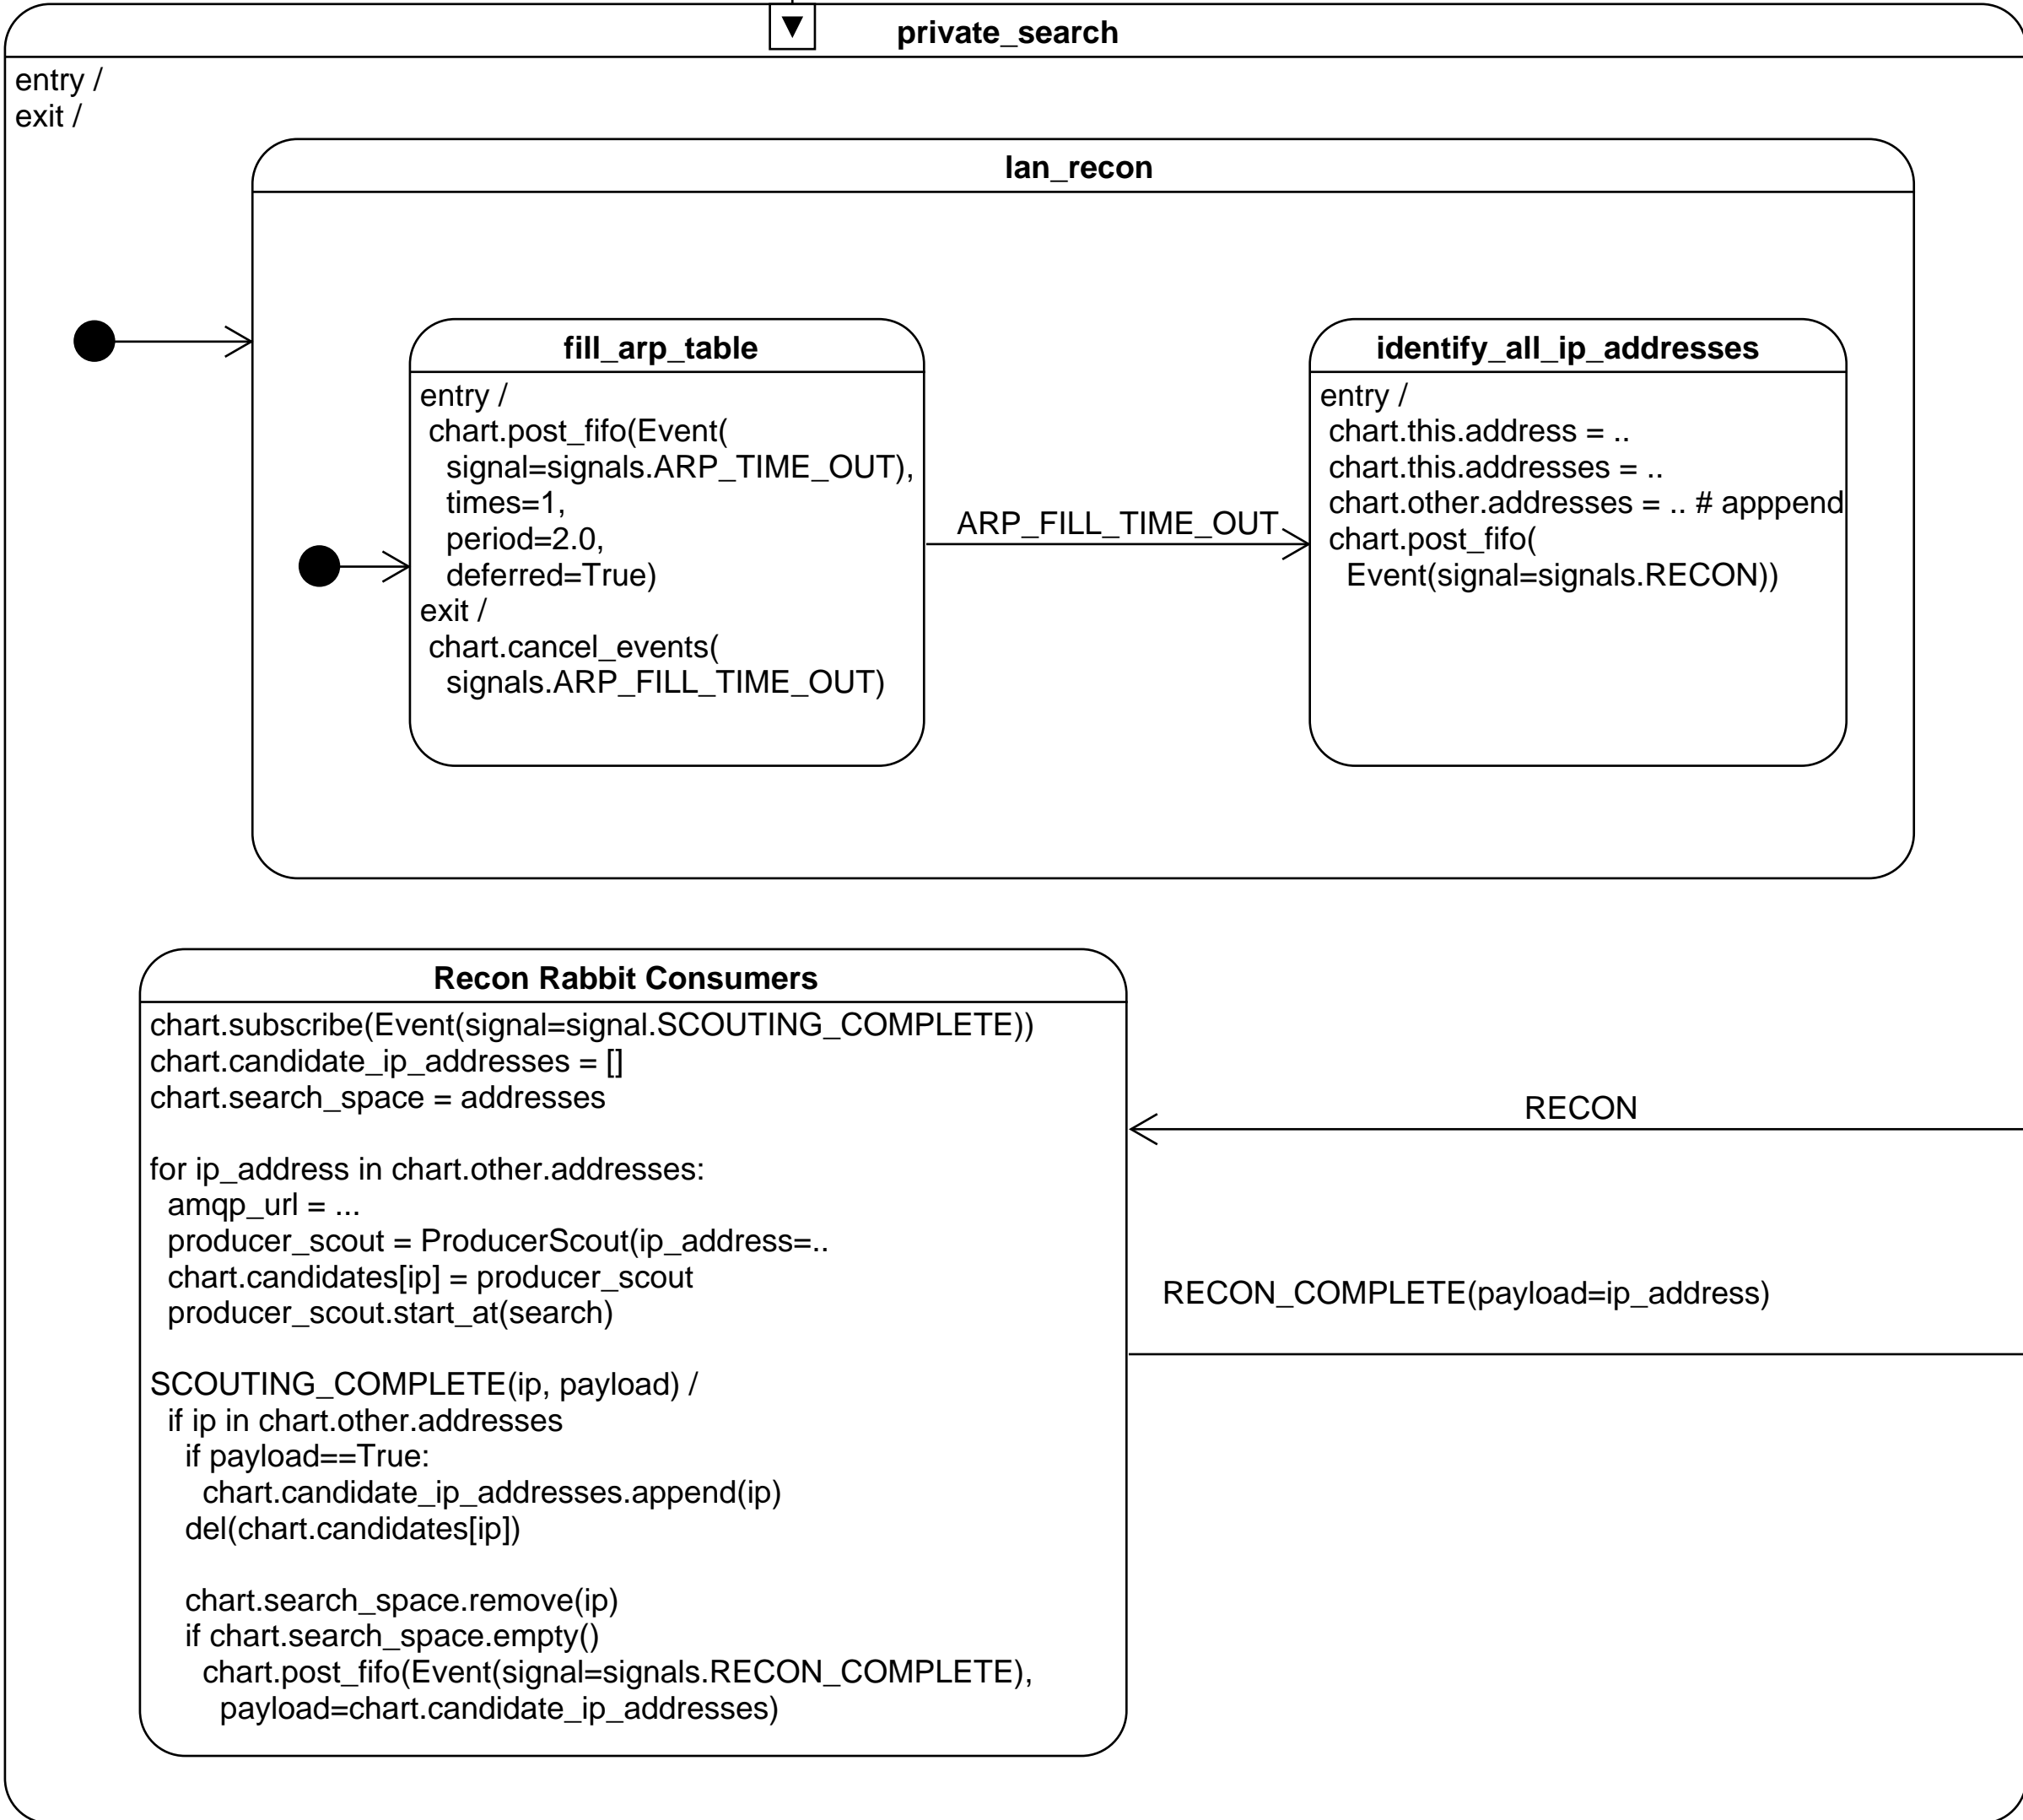 private_search
entry /
exit /
lan_recon
fill_arp_table
entry /
chart.post_fifo(Event(
signal=signals.ARP_TIME_OUT),
times=1,
period=2.0,
deferred=True)
exit /
chart.cancel_events(
signals.ARP_FILL_TIME_OUT)
ARP_FILL_TIME_OUT
identify_all_ip_addresses
entry /
chart.this.address = ..
chart.this.addresses = ..
chart.other.addresses = .. # apppend
chart.post_fifo(
Event(signal=signals.RECON))
Recon Rabbit Consumers
chart.subscribe(Event(signal=signal.SCOUTING_COMPLETE))
chart.candidate_ip_addresses = []
chart.search_space = addresses
for ip_address in chart.other.addresses:
amqp_url = ...
producer_scout = ProducerScout(ip_address=..
chart.candidates[ip] = producer_scout
producer_scout.start_at(search)
SCOUTING_COMPLETE(ip, payload) /
if ip in chart.other.addresses
if payload==True:
chart.candidate_ip_addresses.append(ip)
del(chart.candidates[ip])
chart.search_space.remove(ip)
if chart.search_space.empty()
chart.post_fifo(Event(signal=signals.RECON_COMPLETE),
payload=chart.candidate_ip_addresses)
RECON
RECON_COMPLETE(payload=ip_address)